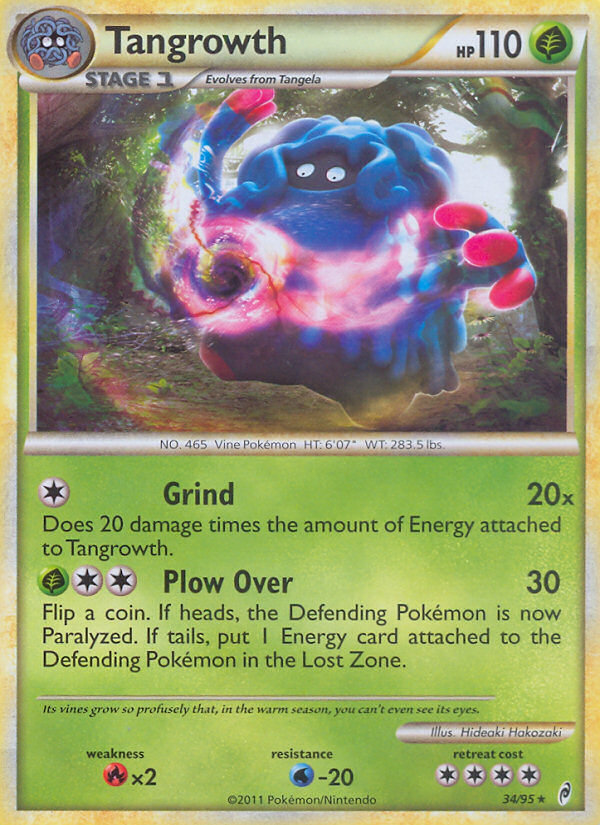 Tangrowth HP 110
STAGE 1 Evolves from Tangela
NO. 465 Vine Pokémon HT: 6'07" WT: 283.5 lbs.
Grind 20x
Does 20 damage times the amount of Energy attached
to Tangrowth.
Plow Over 30
Flip a coin. If heads, the Defending Pokémon is now
Paralyzed. If tails, put 1 Energy card attached to the
Defending Pokémon in the Lost Zone.
Its vines grow so profusely that, in the warm season, you can't even see its eyes.
Illus. Hideaki Hakozaki
weakness resistance retreat cost
x2 -20
©2011 Pokémon/Nintendo 34/95 ★